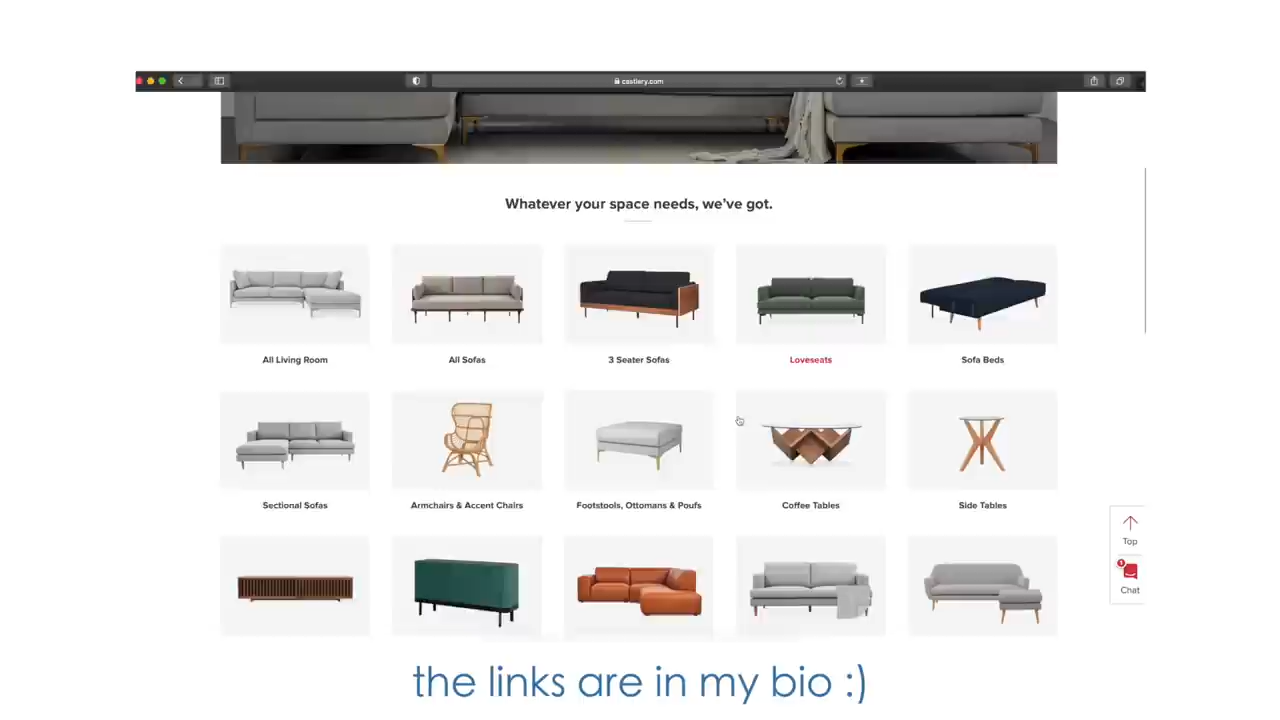 castlery.com
Whatever your space needs, we've got.
All Living Room
All Sofas
3 Seater Sofas
Loveseats
Sofa Beds
Sectional Sofas
Armchairs & Accent Chairs
Footstools, Ottomans & Poufs
Coffee Tables
Side Tables
Top
1
Chat
the links are in my bio :)